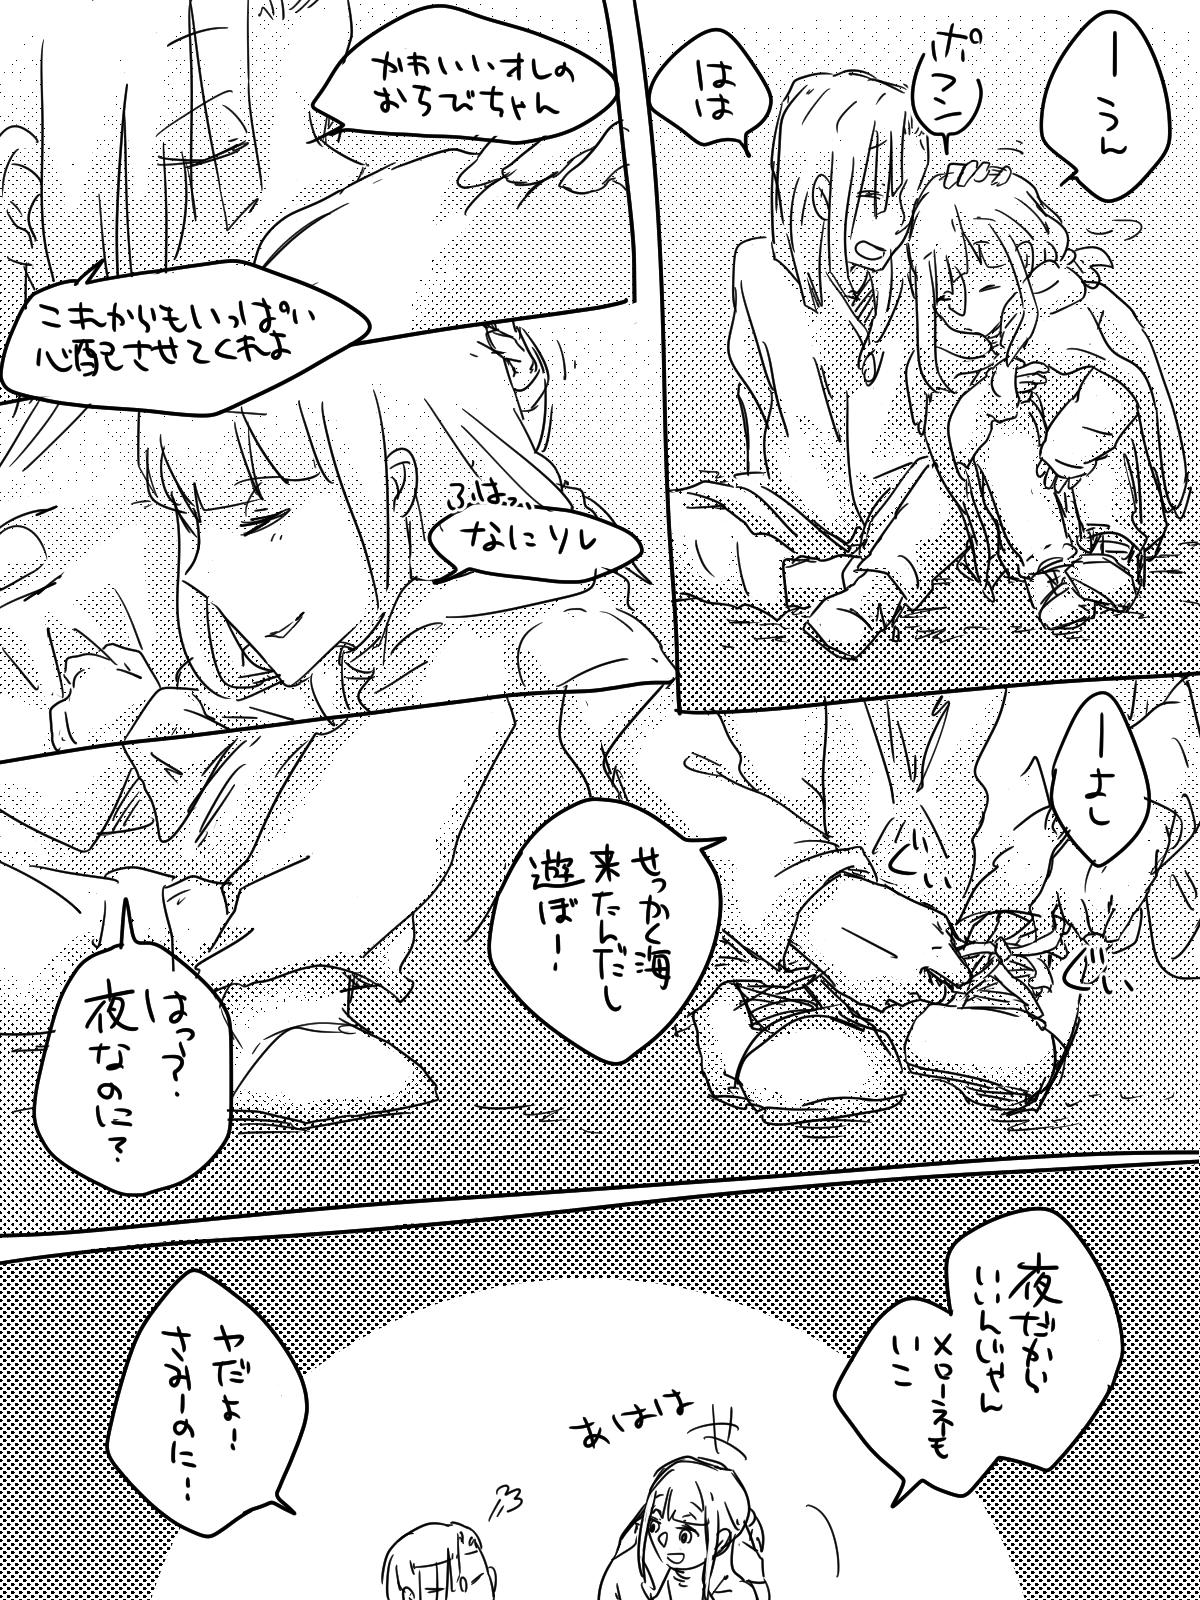 ーうん
ポフン
はは
かわいいオレの
おちびちゃん
これからもいっぱい
心配させてくれよ
ふはっ…
なにソレ
ーよし
ぐいぃ
ぐいぃ
せっかく海
来たんだし
遊ぼー！
はっ？
夜なのに？
夜だから
いいんじゃん
メローネも
いこ
あはは
ヤだよー
さみーのに…